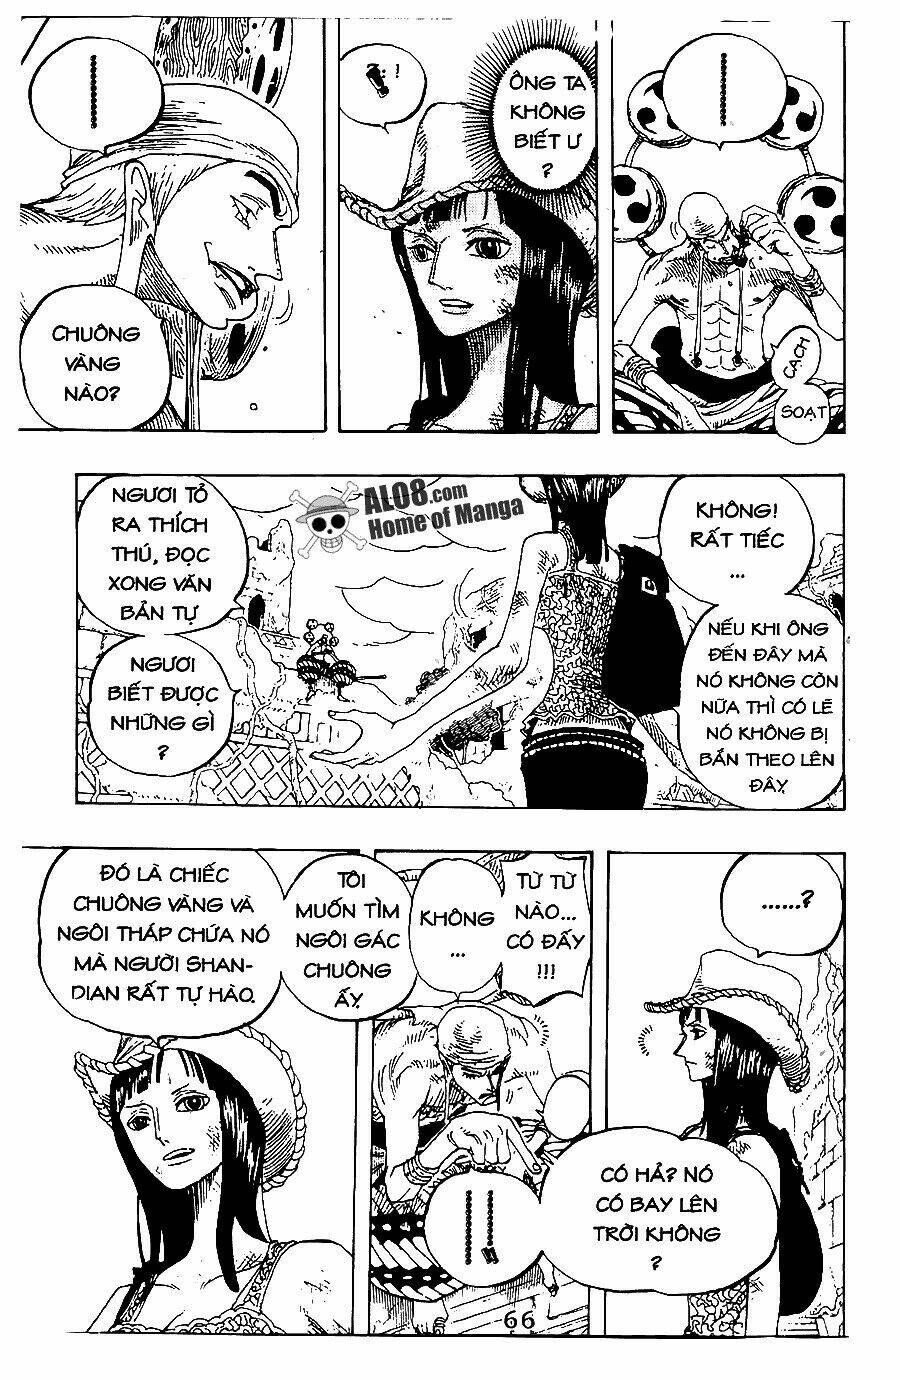 ..........
CHUÔNG
VÀNG
NÀO?
?!
ÔNG TA
KHÔNG
BIẾT Ư
?
..........
CẠCH
SOẠT
NGƯƠI TỎ
RA THÍCH
THÚ, ĐỌC
XONG VĂN
BẢN TỰ
NGƯƠI
BIẾT ĐƯỢC
NHỮNG GÌ
?
ALO8.com
Home of Manga
KHÔNG!
RẤT TIẾC
...
NẾU KHI ÔNG
ĐẾN ĐÂY MÀ
NÓ KHÔNG CÒN
NỮA THÌ CÓ LẼ
NÓ KHÔNG BỊ
BẮN THEO LÊN
ĐÂY.
ĐÓ LÀ CHIẾC
CHUÔNG VÀNG VÀ
NGÔI THÁP CHỨA NÓ
MÀ NGƯỜI SHAN-
DIAN RẤT TỰ HÀO.
TÔI
MUỐN TÌM
NGÔI GÁC
CHUÔNG
ẤY.
KHÔNG
...
TỪ TỪ
NÀO...
CÓ ĐẤY
!!!
......?
CÓ HẢ? NÓ
CÓ BAY LÊN
TRỜI KHÔNG
?
66